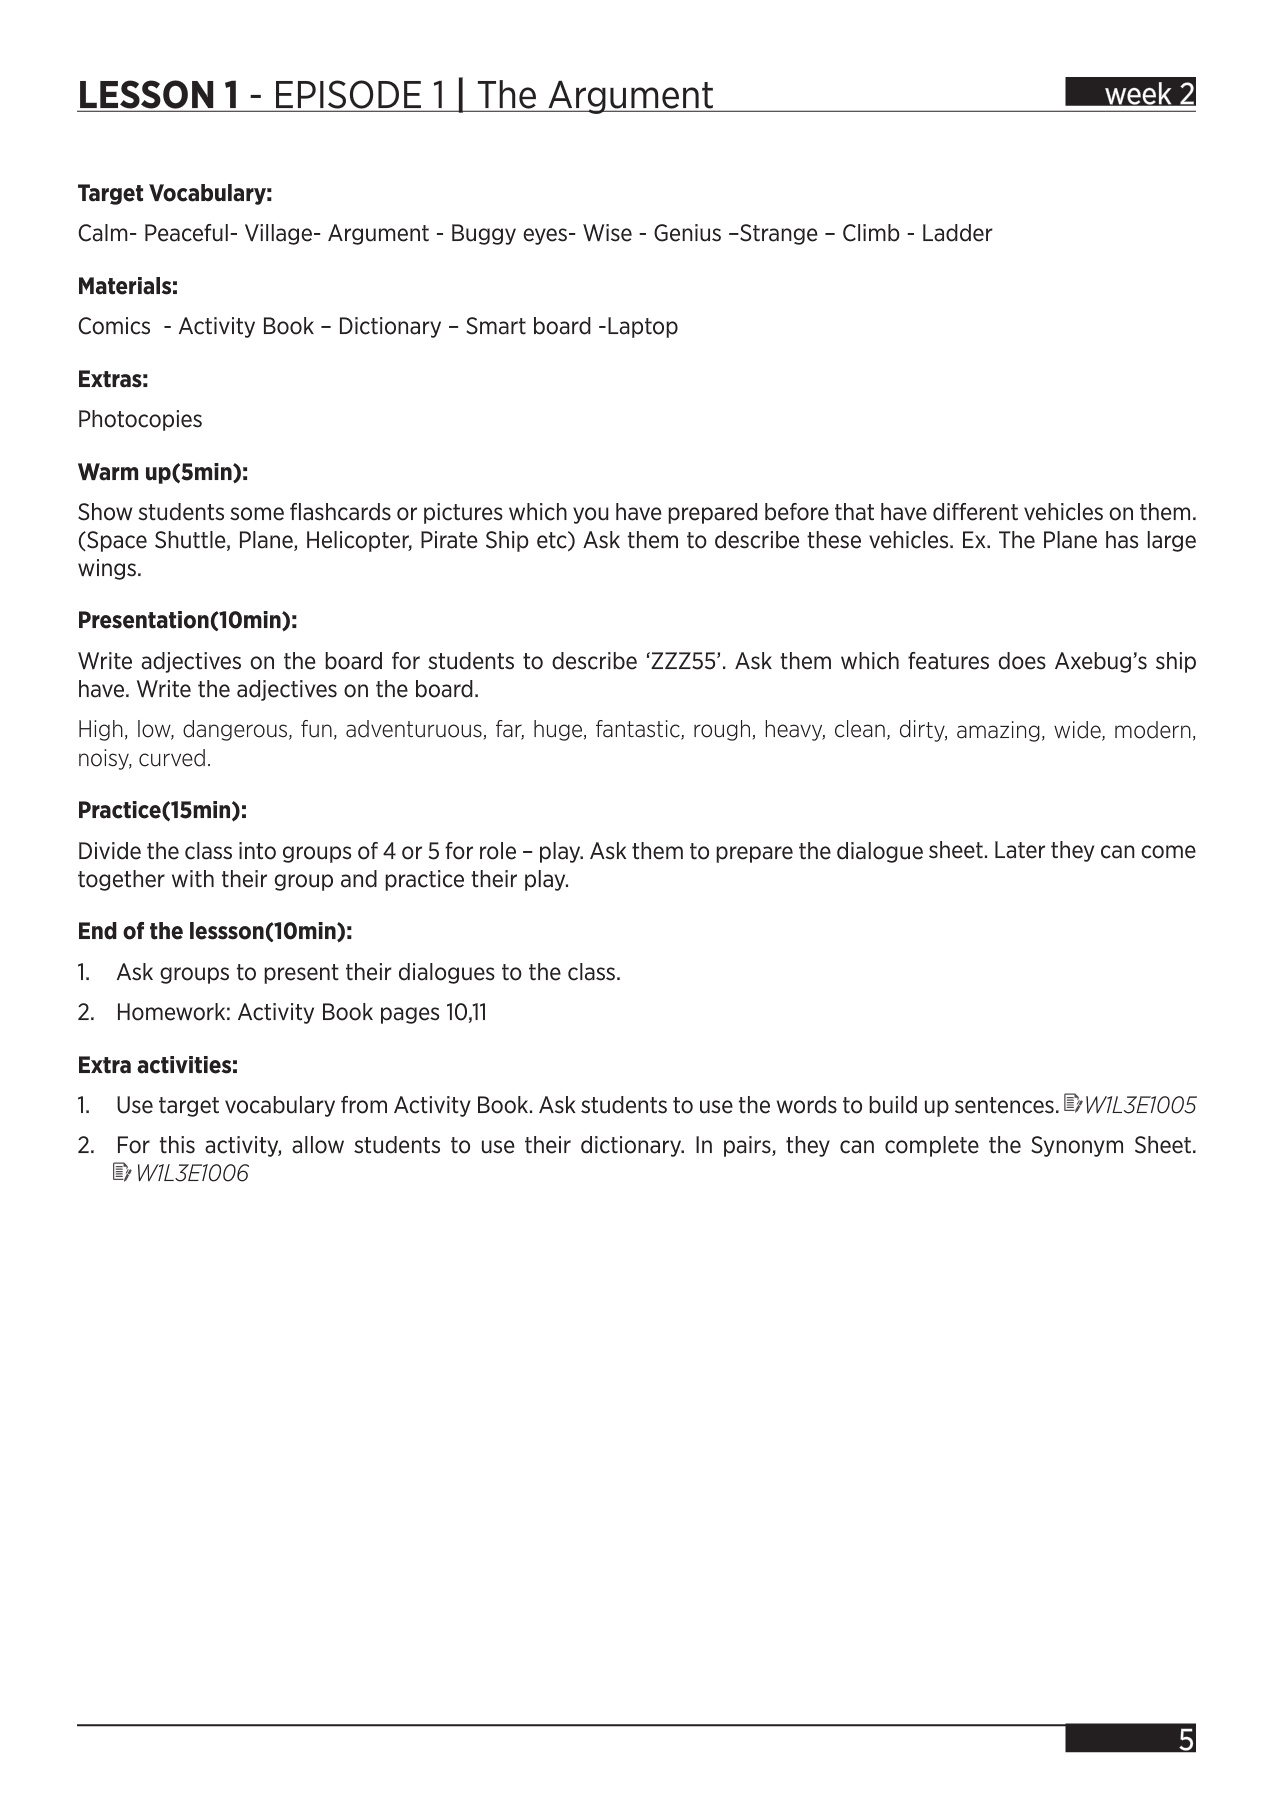 LESSON 1 - EPISODE 1 | The Argument
week 2
Target Vocabulary:
Calm- Peaceful- Village- Argument - Buggy eyes- Wise - Genius –Strange – Climb - Ladder
Materials:
Comics  - Activity Book – Dictionary – Smart board -Laptop
Extras:
Photocopies
Warm up(5min):
Show students some flashcards or pictures which you have prepared before that have different vehicles on them.
(Space Shuttle, Plane, Helicopter, Pirate Ship etc) Ask them to describe these vehicles. Ex. The Plane has large
wings.
Presentation(10min):
Write adjectives on the board for students to describe ‘ZZZ55’. Ask them which features does Axebug’s ship
have. Write the adjectives on the board.
High, low, dangerous, fun, adventuruous, far, huge, fantastic, rough, heavy, clean, dirty, amazing, wide, modern,
noisy, curved.
Practice(15min):
Divide the class into groups of 4 or 5 for role – play. Ask them to prepare the dialogue sheet. Later they can come
together with their group and practice their play.
End of the lessson(10min):
1. Ask groups to present their dialogues to the class.
2. Homework: Activity Book pages 10,11
Extra activities:
1. Use target vocabulary from Activity Book. Ask students to use the words to build up sentences. W1L3E1005
2. For this activity, allow students to use their dictionary. In pairs, they can complete the Synonym Sheet.
W1L3E1006
5